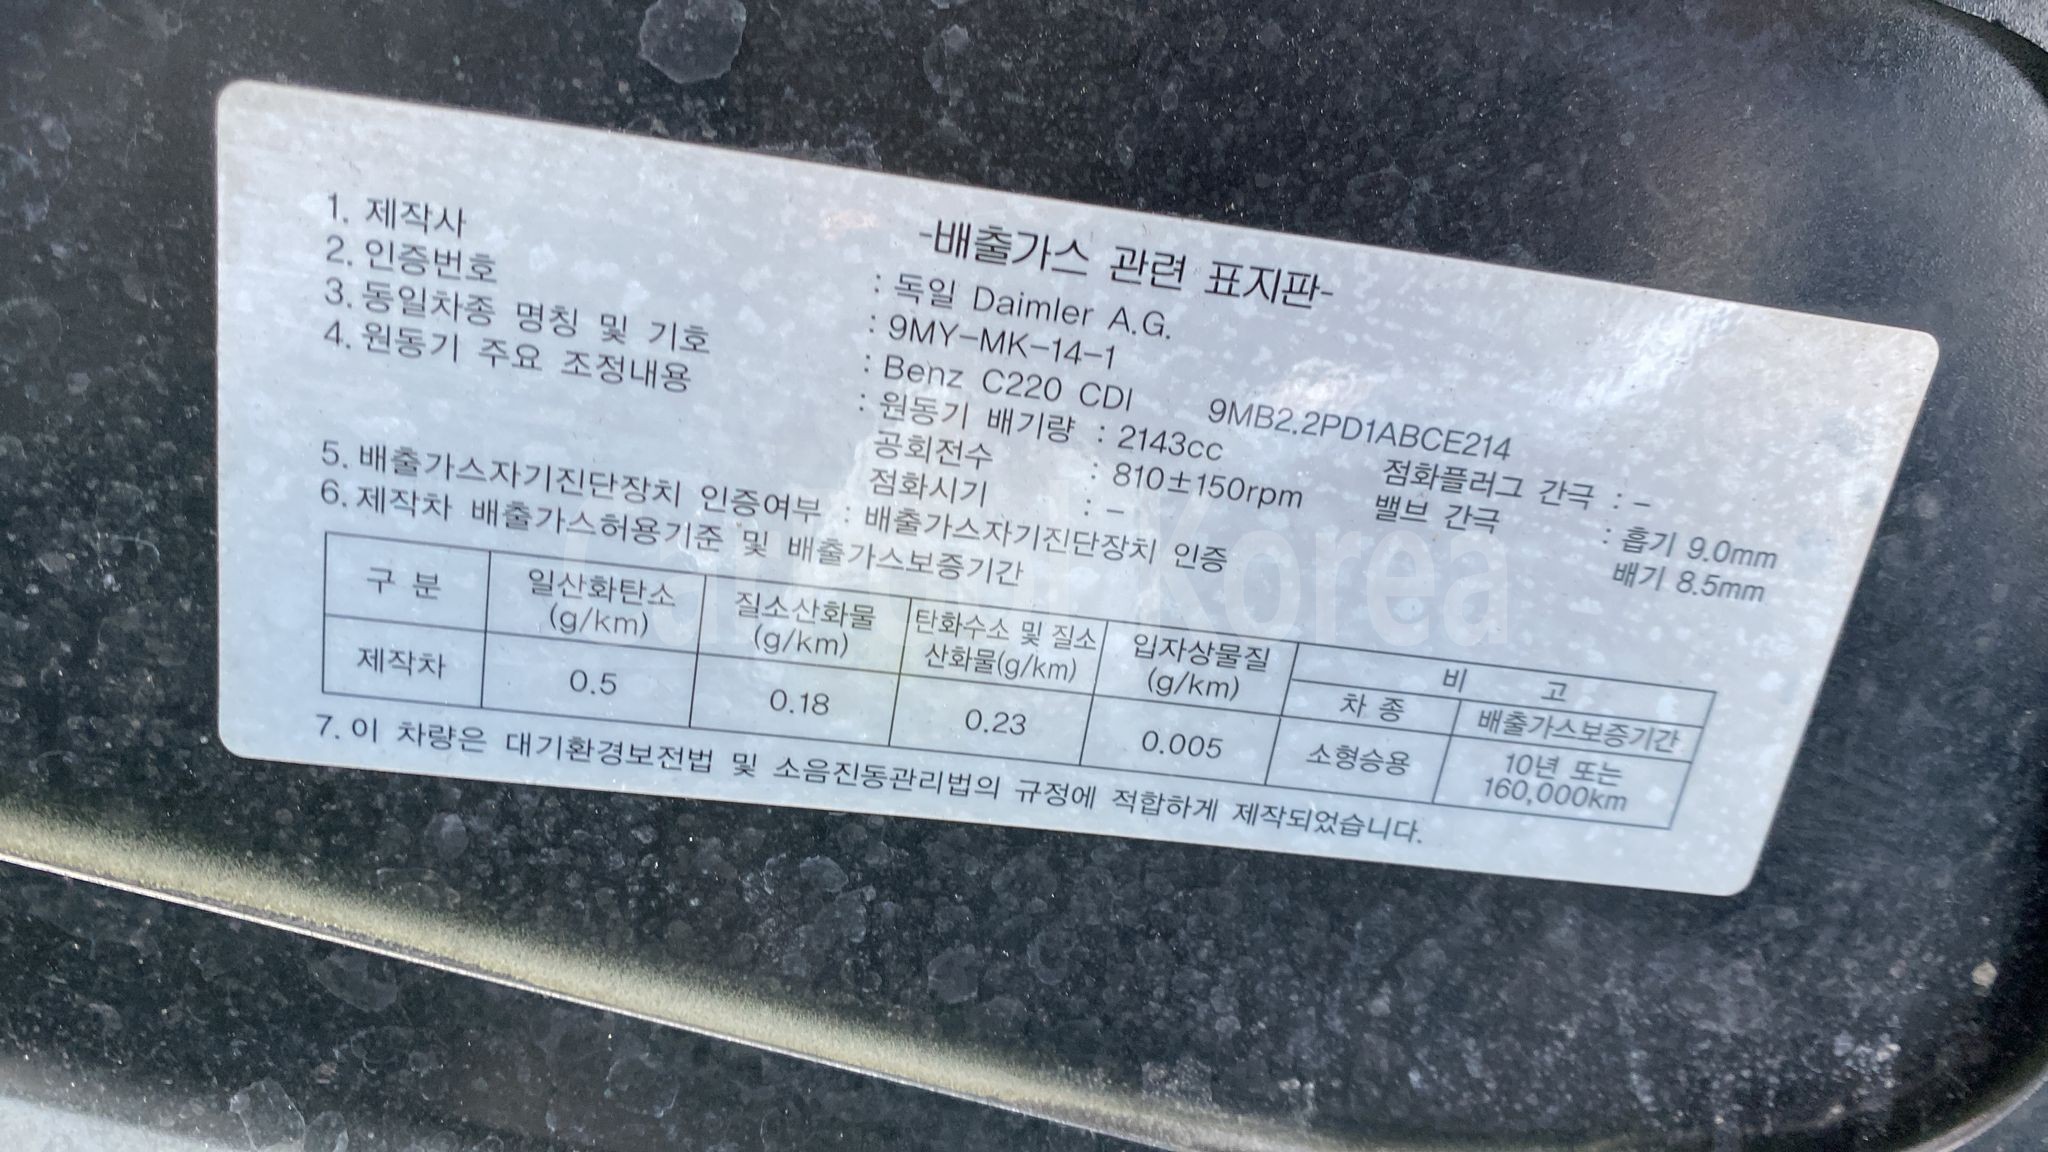 -배출가스 관련 표지판-
1. 제작사 : 독일 Daimler A.G.
2. 인증번호 : 9MY-MK-14-1
3. 동일차종 명칭 및 기호 : Benz C220 CDI 9MB2.2PD1ABCE214
4. 원동기 주요 조정내용 : 원동기 배기량 : 2143cc 점화플러그 간극 : -
공회전수 : 810±150rpm 밸브 간극 : 흡기 9.0mm
점화시기 : - 배기 8.5mm
5. 배출가스자기진단장치 인증여부 : 배출가스자기진단장치 인증
6. 제작차 배출가스허용기준 및 배출가스보증기간
구 분 일산화탄소 (g/km) 질소산화물 (g/km) 탄화수소 및 질소 산화물(g/km) 입자상물질 (g/km) 비 고
차 종 배출가스보증기간
제작차 0.5 0.18 0.23 0.005 소형승용 10년 또는 160,000km
7. 이 차량은 대기환경보전법 및 소음진동관리법의 규정에 적합하게 제작되었습니다.
Korea